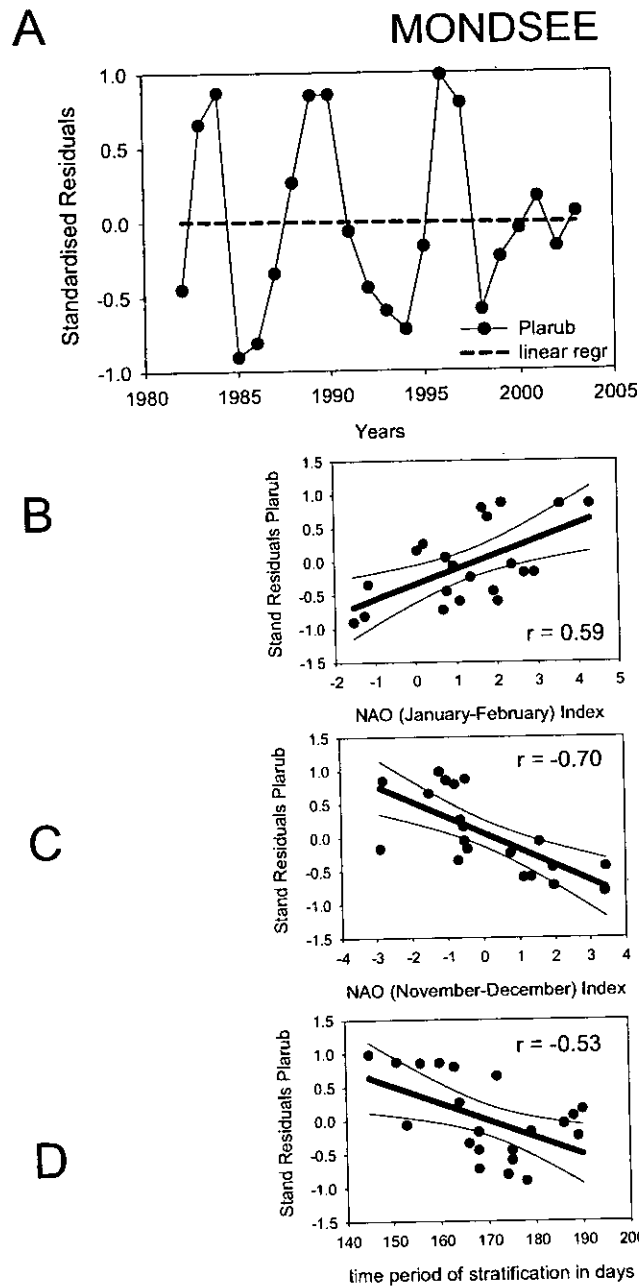 A
MONDSEE
Standardised Residuals
1.0
0.5
0.0
-0.5
-1.0
Plarub
linear regr
1980 1985 1990 1995 2000 2005
Years
B
Stand Residuals Plarub
1.5
1.0
0.5
0.0
-0.5
-1.0
-1.5
r = 0.59
-2 -1 0 1 2 3 4 5
NAO (January-February) Index
C
Stand Residuals Plarub
1.5
1.0
0.5
0.0
-0.5
-1.0
-1.5
r = -0.70
-4 -3 -2 -1 0 1 2 3 4
NAO (November-December) Index
D
Stand Residuals Plarub
1.5
1.0
0.5
0.0
-0.5
-1.0
-1.5
r = -0.53
140 150 160 170 180 190 200
time period of stratification in days